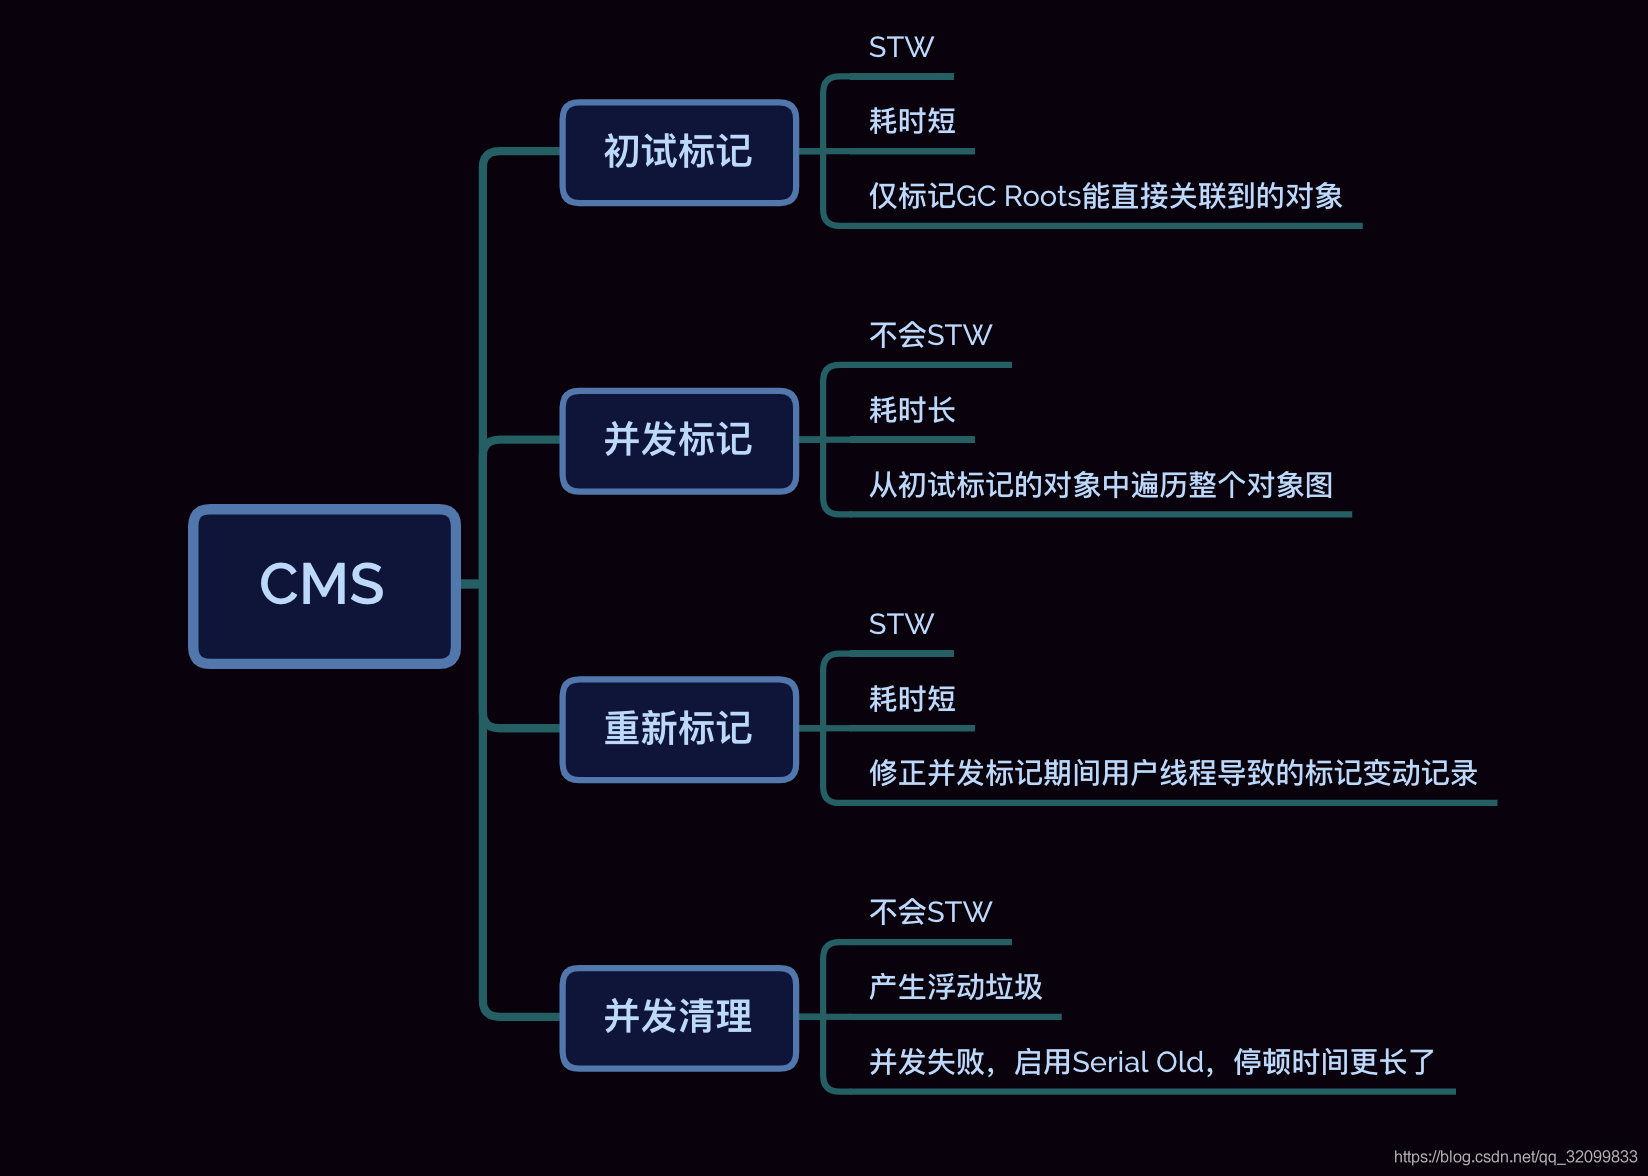 STW
耗时短
初试标记
仅标记GC Roots能直接关联到的对象
不会STW
耗时长
并发标记
从初试标记的对象中遍历整个对象图
CMS
STW
耗时短
重新标记
修正并发标记期间用户线程导致的标记变动记录
不会STW
产生浮动垃圾
并发清理
并发失败，启用Serial Old，停顿时间更长了
https://blog.csdn.net/qq_32099833